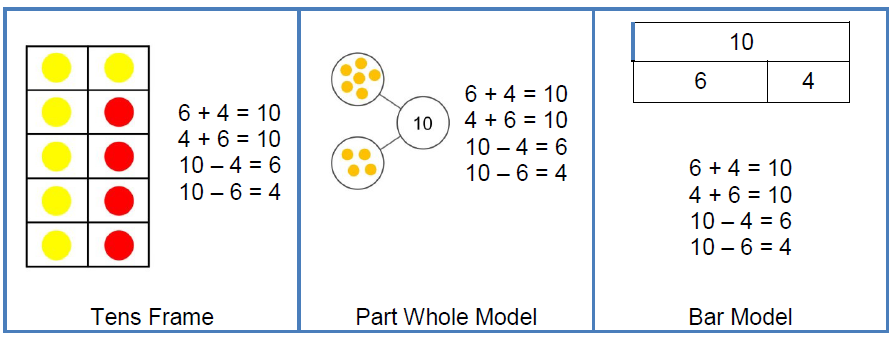 6 + 4 = 10
4 + 6 = 10
10 – 4 = 6
10 – 6 = 4
Tens Frame
10
6 + 4 = 10
4 + 6 = 10
10 – 4 = 6
10 – 6 = 4
Part Whole Model
10
6 4
6 + 4 = 10
4 + 6 = 10
10 – 4 = 6
10 – 6 = 4
Bar Model